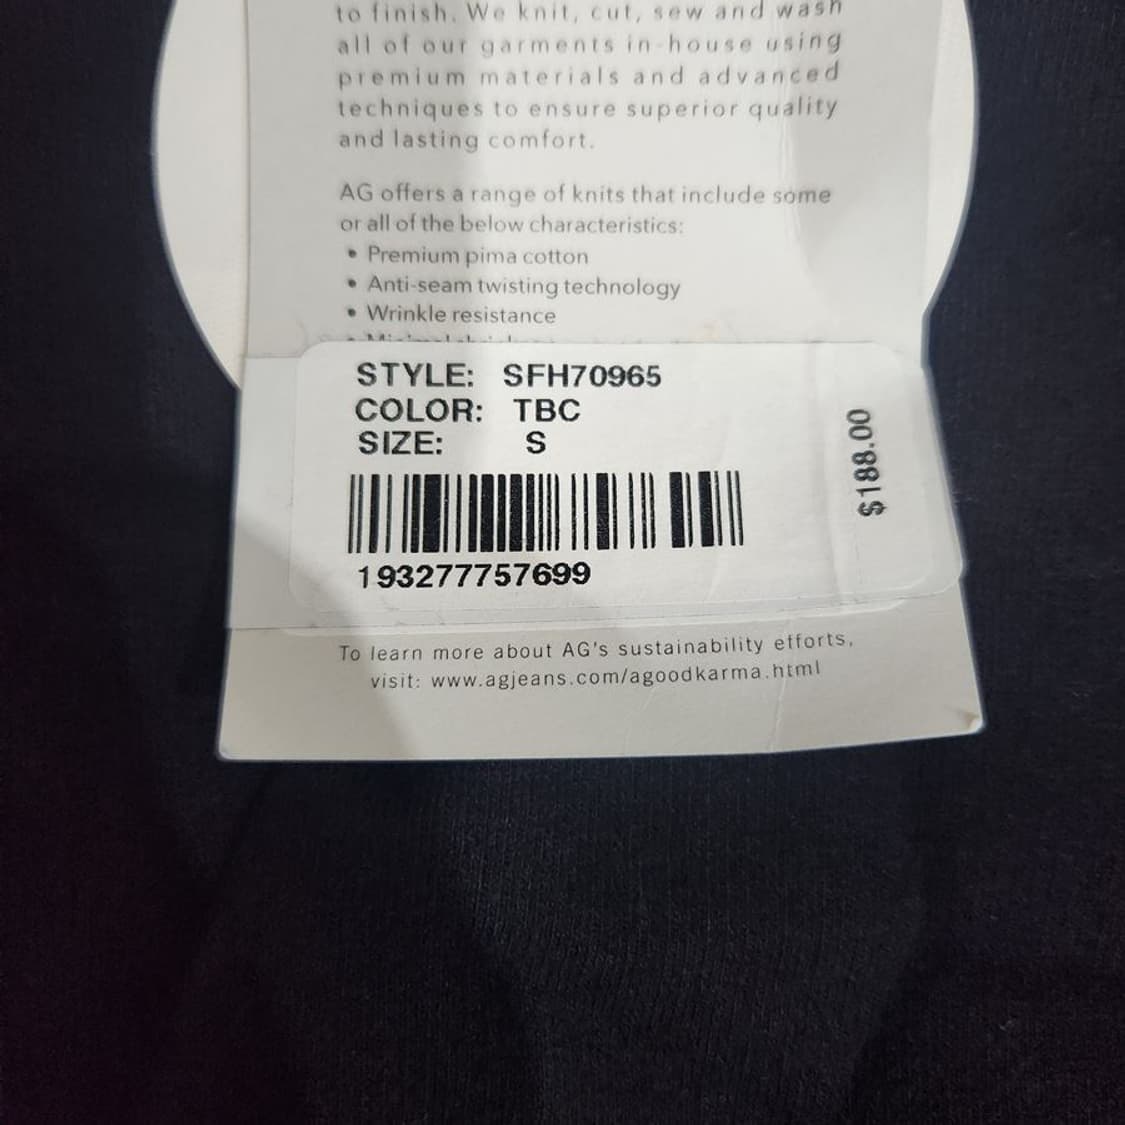 to finish. We knit, cut, sew and wash
all of our garments in-house using
premium materials and advanced
techniques to ensure superior quality
and lasting comfort.
AG offers a range of knits that include some
or all of the below characteristics:
• Premium pima cotton
• Anti-seam twisting technology
• Wrinkle resistance
STYLE: SFH70965
COLOR: TBC
SIZE: S
$188.00
193277757699
To learn more about AG's sustainability efforts,
visit: www.agjeans.com/agoodkarma.html